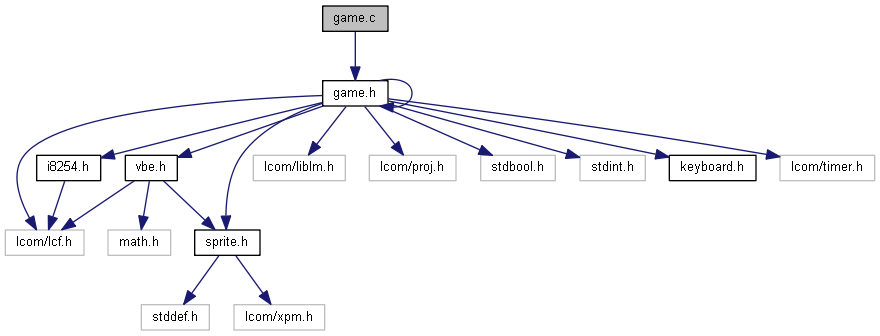 game.c
game.h
i8254.h
vbe.h
lcom/liblm.h
lcom/proj.h
stdbool.h
stdint.h
keyboard.h
lcom/timer.h
lcom/lcf.h
math.h
sprite.h
stddef.h
lcom/xpm.h